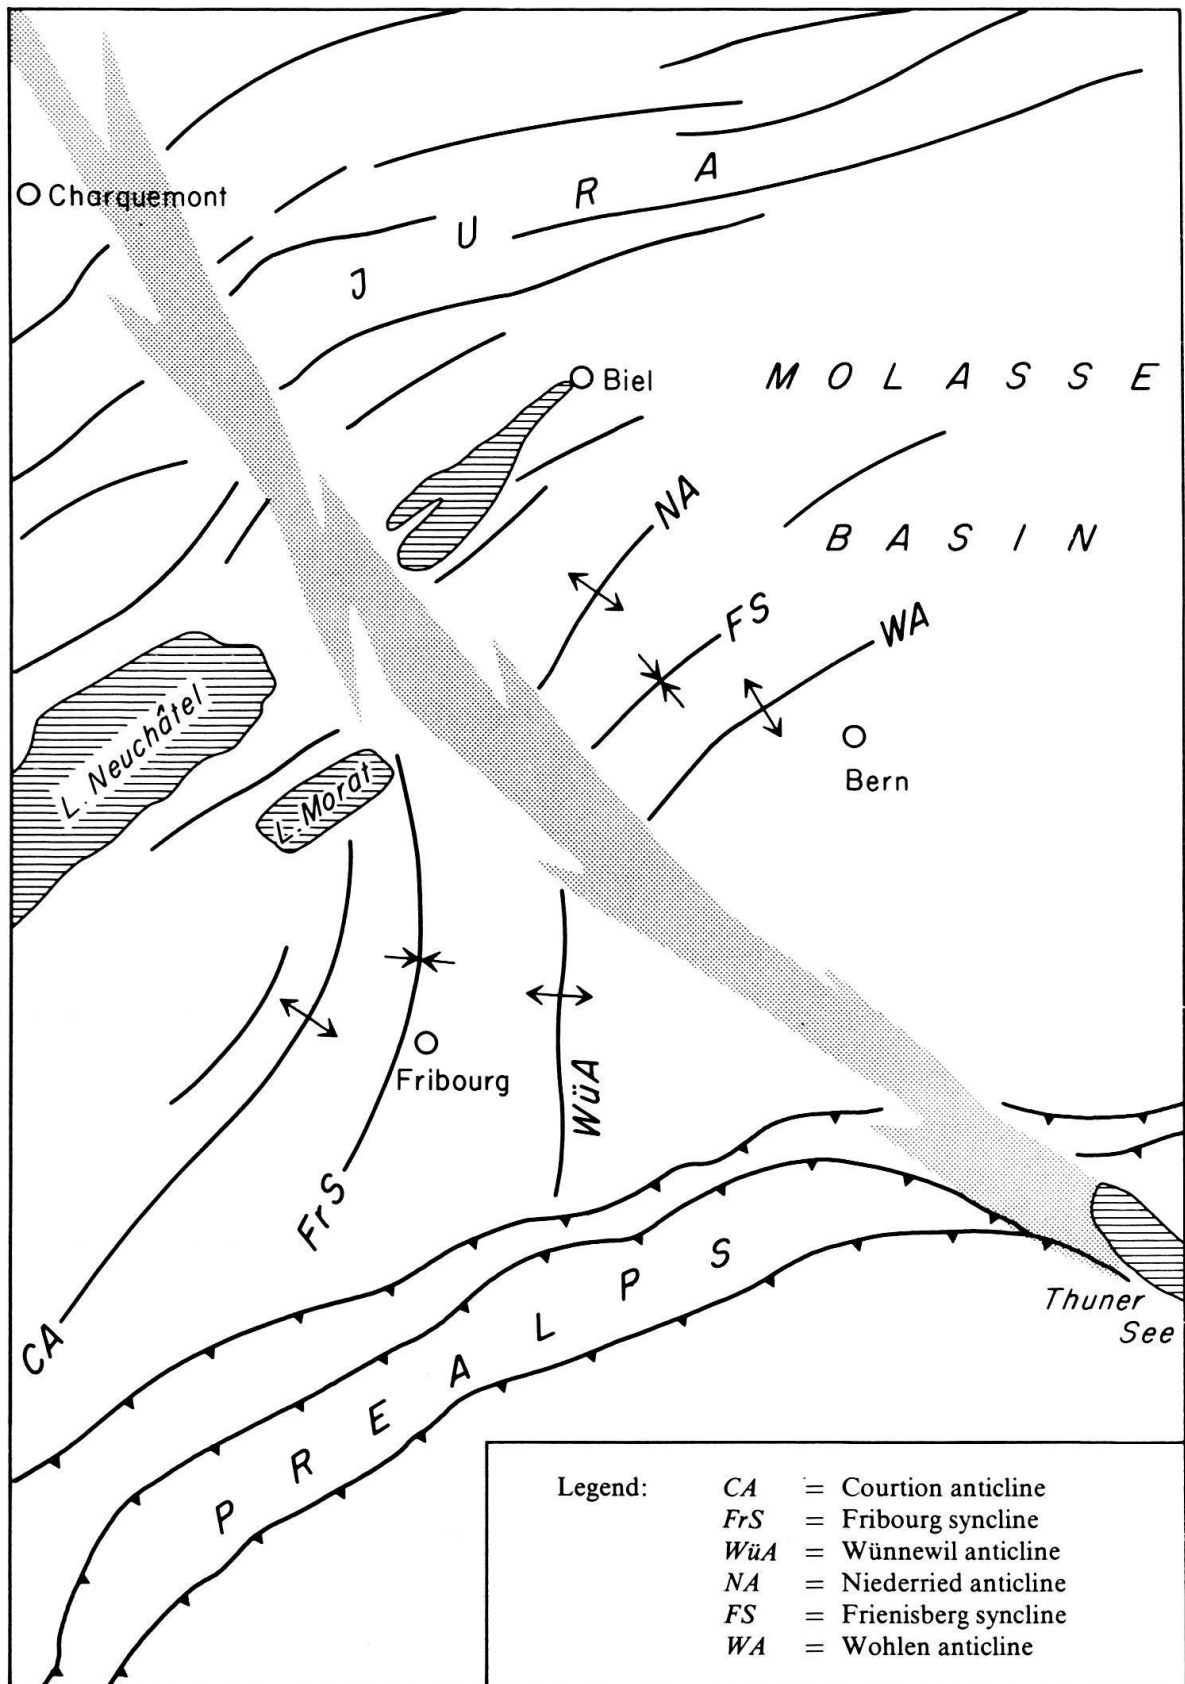 Charquemont
J U R A
Biel
M O L A S S E
B A S I N
NA
FS
WA
L. Neuchâtel
L. Morat
Bern
Fribourg
WüA
FrS
CA
P R E A L P S
Thuner
See
Legend:
CA = Courtion anticline
FrS = Fribourg syncline
WüA = Wünnewil anticline
NA = Niederried anticline
FS = Frienisberg syncline
WA = Wohlen anticline